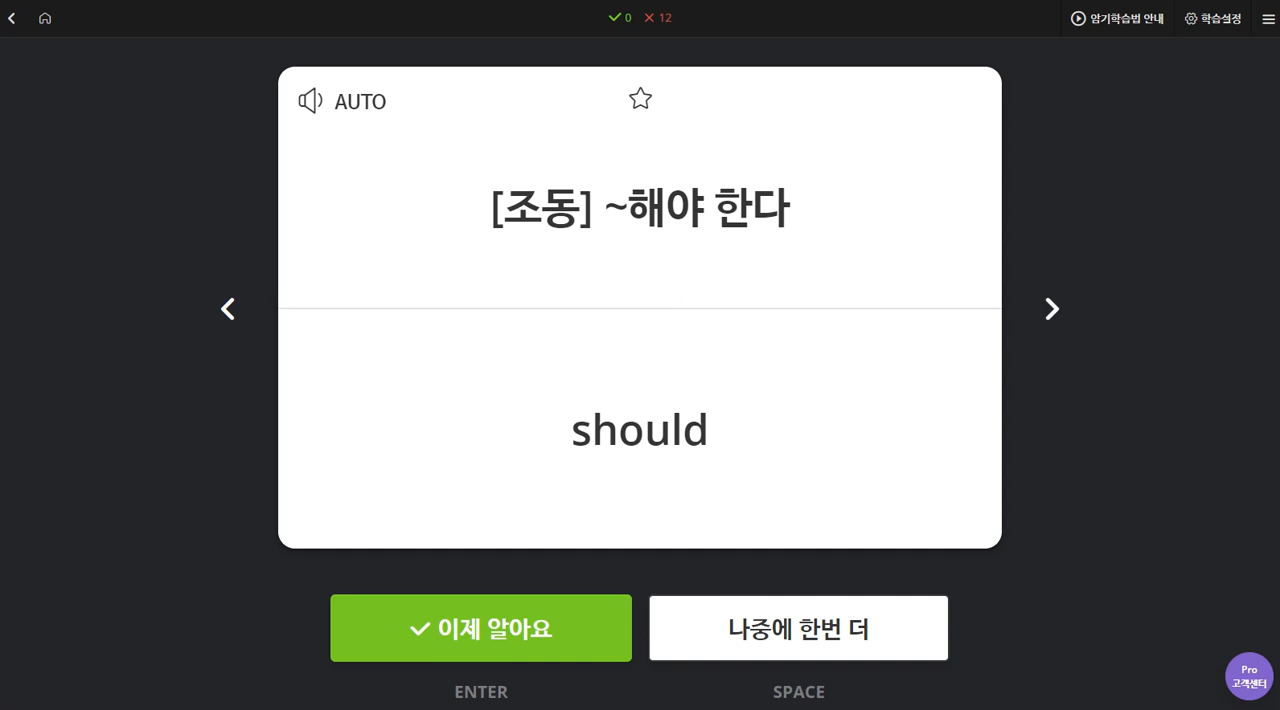 0 12
암기학습법 안내
학습설정
AUTO
[조동] ~해야 한다
should
이제 알아요
나중에 한번 더
ENTER
SPACE
Pro
고객센터